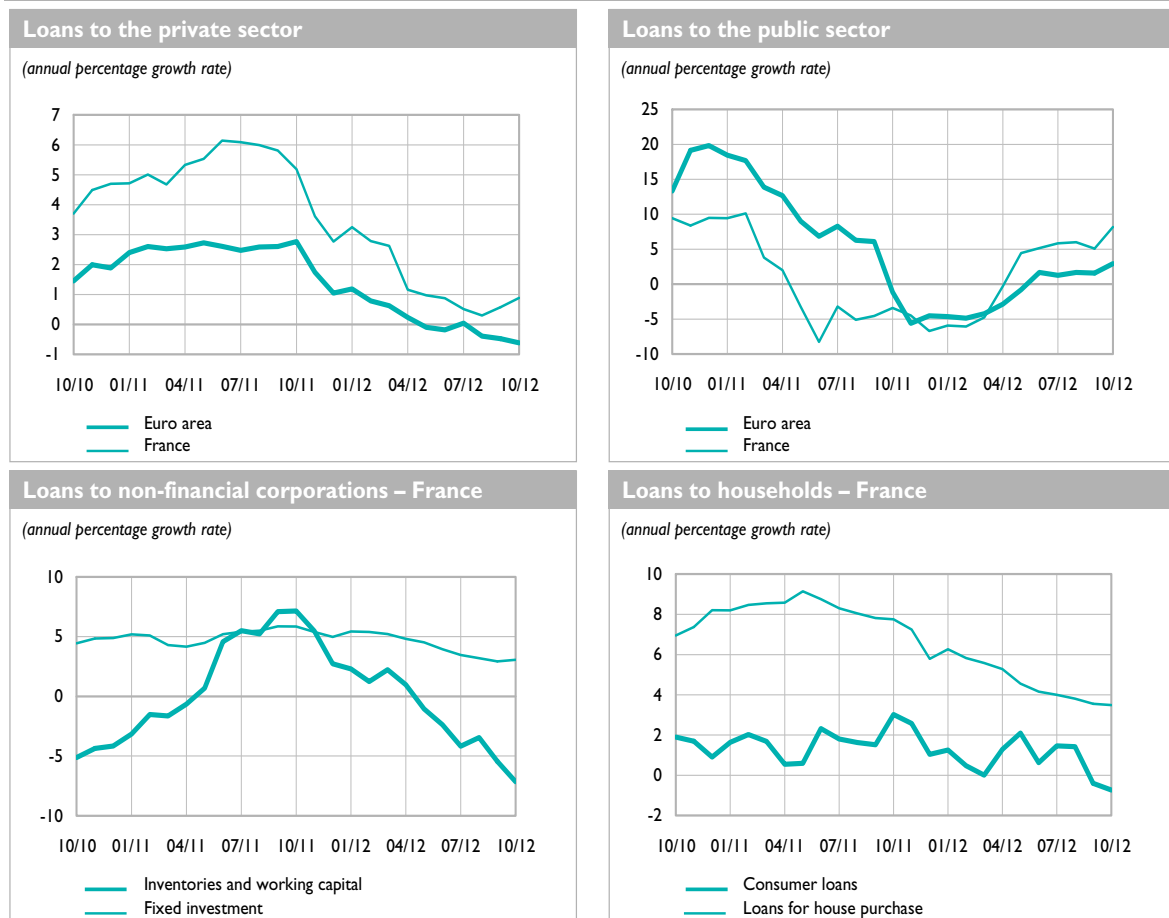 Loans to the private sector
(annual percentage growth rate)
7
6
5
4
3
2
1
0
-1
10/10 01/11 04/11 07/11 10/11 01/12 04/12 07/12 10/12
Euro area
France
Loans to the public sector
(annual percentage growth rate)
25
20
15
10
5
0
-5
-10
10/10 01/11 04/11 07/11 10/11 01/12 04/12 07/12 10/12
Euro area
France
Loans to non-financial corporations – France
(annual percentage growth rate)
10
5
0
-5
-10
10/10 01/11 04/11 07/11 10/11 01/12 04/12 07/12 10/12
Inventories and working capital
Fixed investment
Loans to households – France
(annual percentage growth rate)
10
8
6
4
2
0
-2
10/10 01/11 04/11 07/11 10/11 01/12 04/12 07/12 10/12
Consumer loans
Loans for house purchase